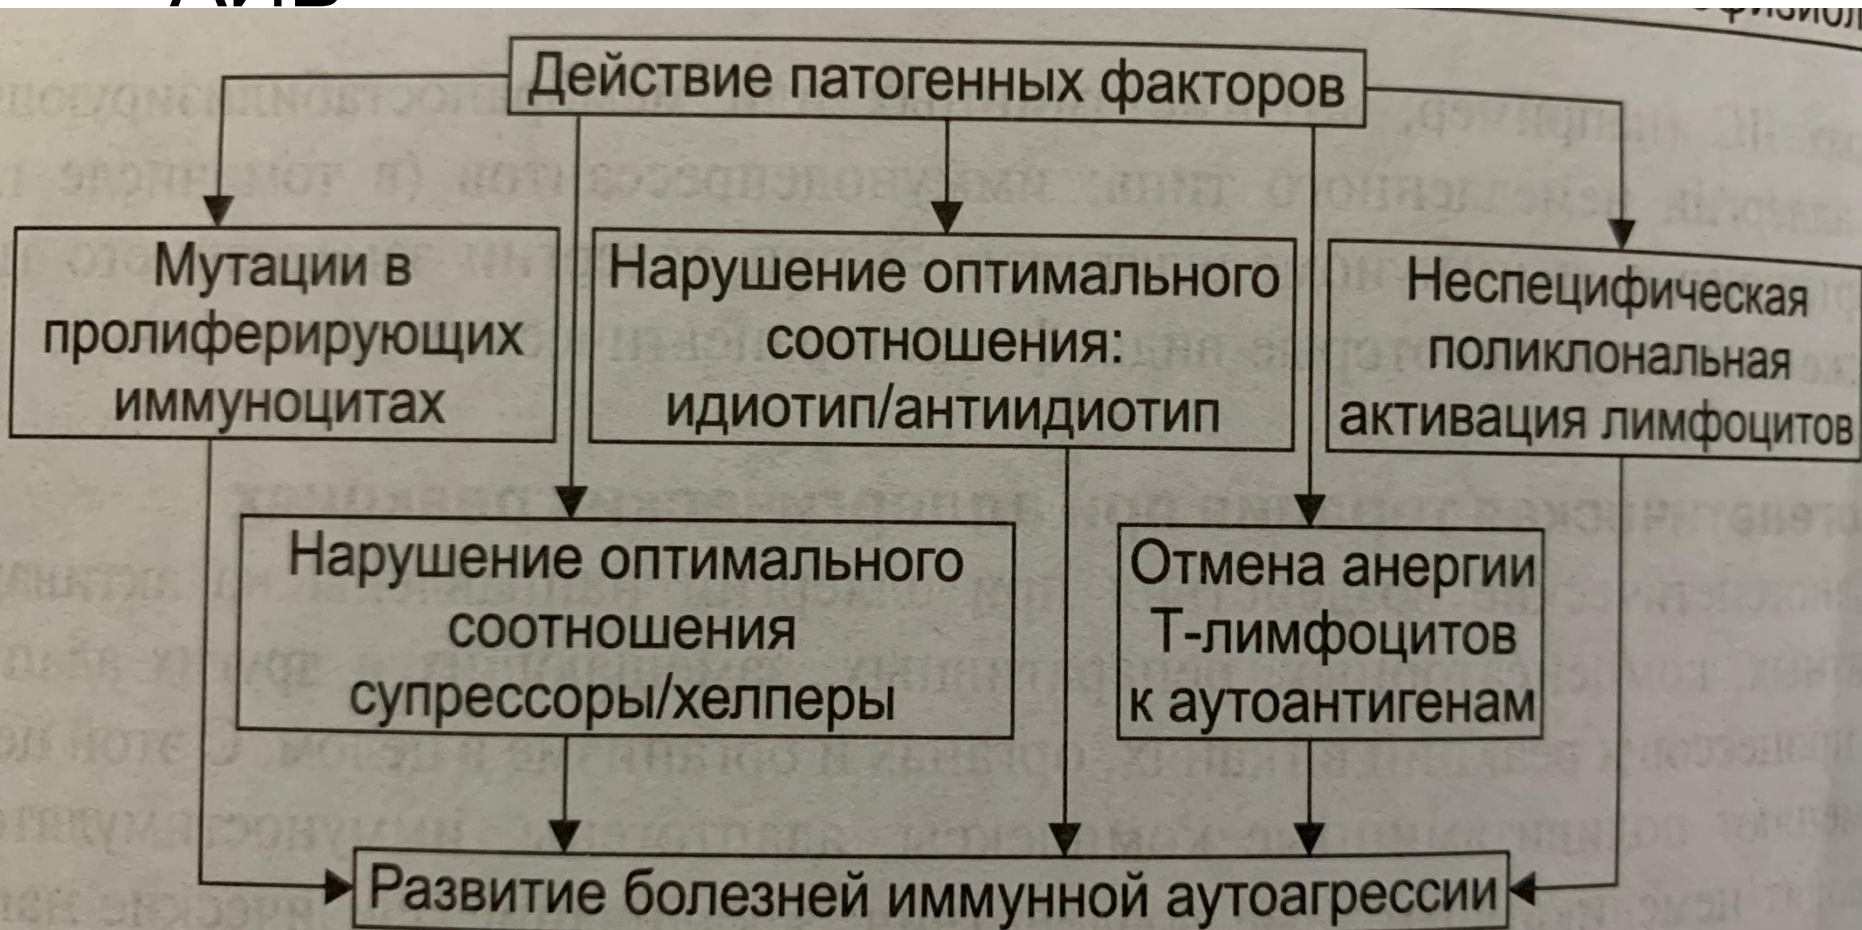 Действие патогенных факторов
Мутации в
пролиферирующих
иммуноцитах
Нарушение оптимального
соотношения:
идиотип/антиидиотип
Неспецифическая
поликлональная
активация лимфоцитов
Нарушение оптимального
соотношения
супрессоры/хелперы
Отмена анергии
Т-лимфоцитов
к аутоантигенам
Развитие болезней иммунной аутоагрессии